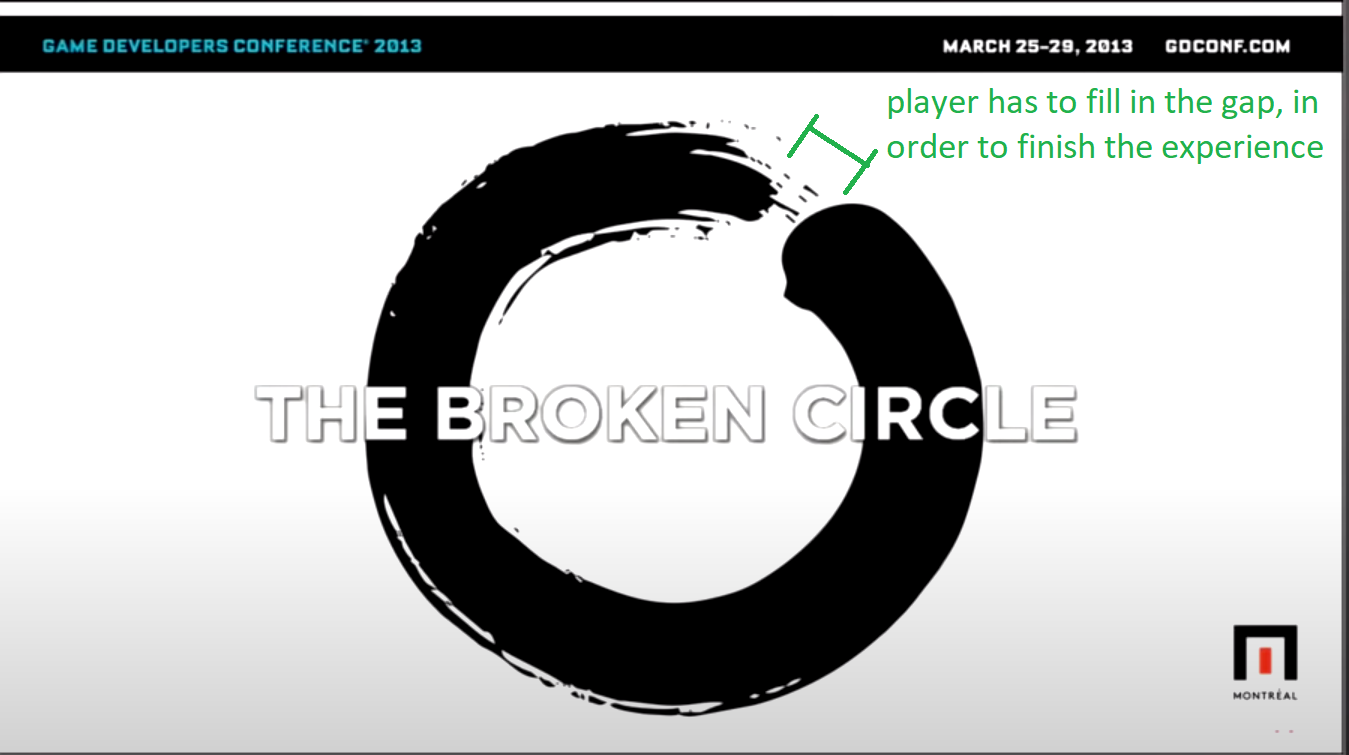 GAME DEVELOPERS CONFERENCE® 2013
MARCH 25–29, 2013 GDCONF.COM
player has to fill in the gap, in
order to finish the experience
THE BROKEN CIRCLE
MONTRÉAL